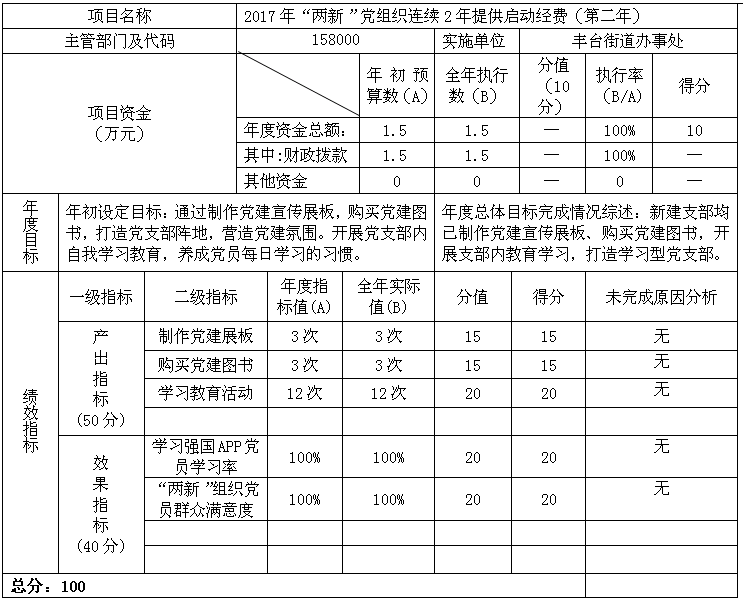 项目名称 2017年“两新”党组织连续2年提供启动经费（第二年）
主管部门及代码 158000 实施单位 丰台街道办事处
项目资金（万元）
年初预算数（A） 全年执行数（B） 分值（10分） 执行率（B/A） 得分
年度资金总额： 1.5 1.5 — 100% 10
其中:财政拨款 1.5 1.5 — 100% —
其他资金 0 0 — 0 —
年度目标
年初设定目标：通过制作党建宣传展板，购买党建图
书，打造党支部阵地，营造党建氛围。开展党支部内
自我学习教育，养成党员每日学习的习惯。
年度总体目标完成情况综述：新建支部均
已制作党建宣传展板、购买党建图书，开
展支部内教育学习，打造学习型党支部。
绩效指标
一级指标 二级指标 年度指标值(A) 全年实际值(B) 分值 得分 未完成原因分析
产出指标（50分）
制作党建展板 3次 3次 15 15 无
购买党建图书 3次 3次 15 15 无
学习教育活动 12次 12次 20 20 无
效果指标（40分）
学习强国APP党员学习率 100% 100% 20 20 无
“两新”组织党员群众满意度 100% 100% 20 20 无
总分：100